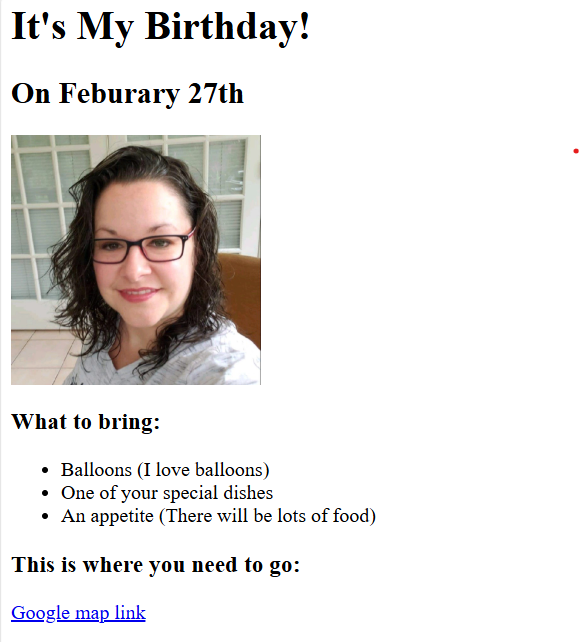 It's My Birthday!
On Feburary 27th
What to bring:
Balloons (I love balloons)
One of your special dishes
An appetite (There will be lots of food)
This is where you need to go:
Google map link